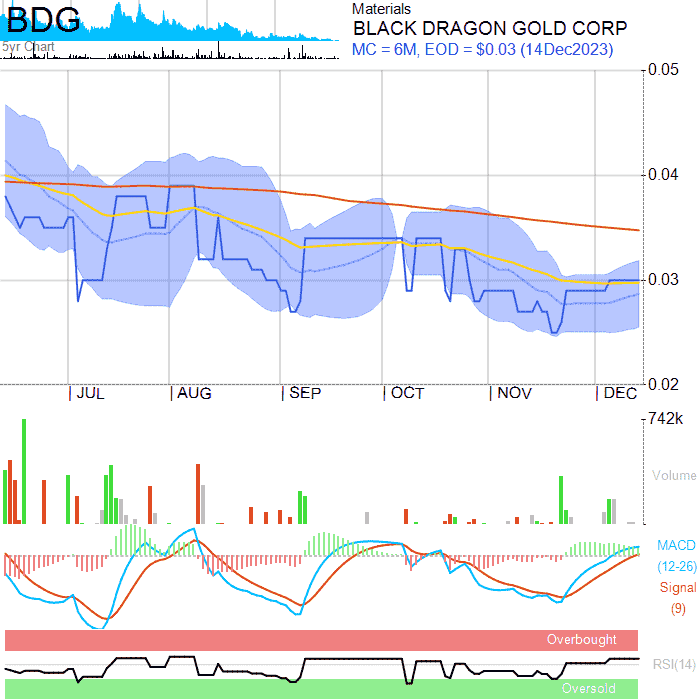 BDG
5yr Chart
Materials
BLACK DRAGON GOLD CORP
MC = 6M, EOD = $0.03 (14Dec2023)
0.05
0.04
0.03
0.02
JUL
AUG
SEP
OCT
NOV
DEC
742k
Volume
MACD
(12-26)
Signal
(9)
Overbought
RSI(14)
Oversold